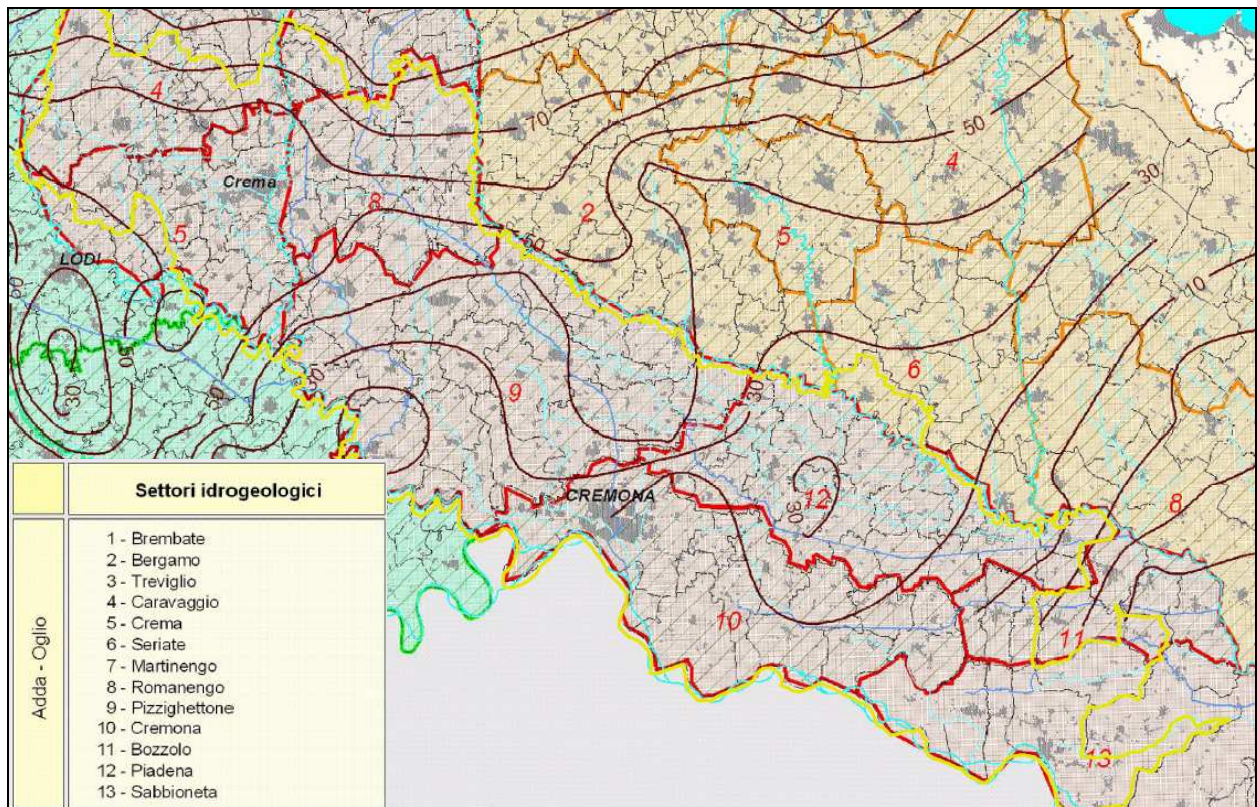 70
50
4
4
30
Crema
8
2
5
5
LODI
10
30
50
6
9
30
30
8
CREMONA
12
30
10
11
13
Settori idrogeologici
Adda - Oglio
1 - Brembate
2 - Bergamo
3 - Treviglio
4 - Caravaggio
5 - Crema
6 - Seriate
7 - Martinengo
8 - Romanengo
9 - Pizzighettone
10 - Cremona
11 - Bozzolo
12 - Piadena
13 - Sabbioneta